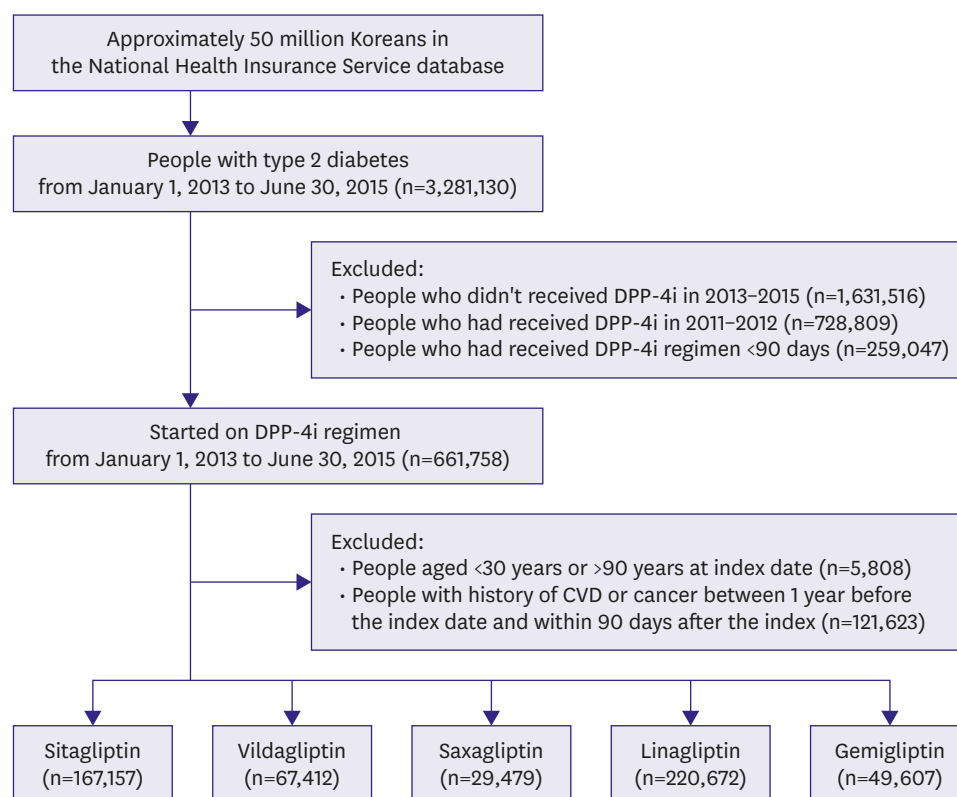 Approximately 50 million Koreans in
the National Health Insurance Service database
People with type 2 diabetes
from January 1, 2013 to June 30, 2015 (n=3,281,130)
Excluded:
· People who didn't received DPP-4i in 2013–2015 (n=1,631,516)
· People who had received DPP-4i in 2011–2012 (n=728,809)
· People who had received DPP-4i regimen <90 days (n=259,047)
Started on DPP-4i regimen
from January 1, 2013 to June 30, 2015 (n=661,758)
Excluded:
· People aged <30 years or >90 years at index date (n=5,808)
· People with history of CVD or cancer between 1 year before
the index date and within 90 days after the index (n=121,623)
Sitagliptin
(n=167,157)
Vildagliptin
(n=67,412)
Saxagliptin
(n=29,479)
Linagliptin
(n=220,672)
Gemigliptin
(n=49,607)